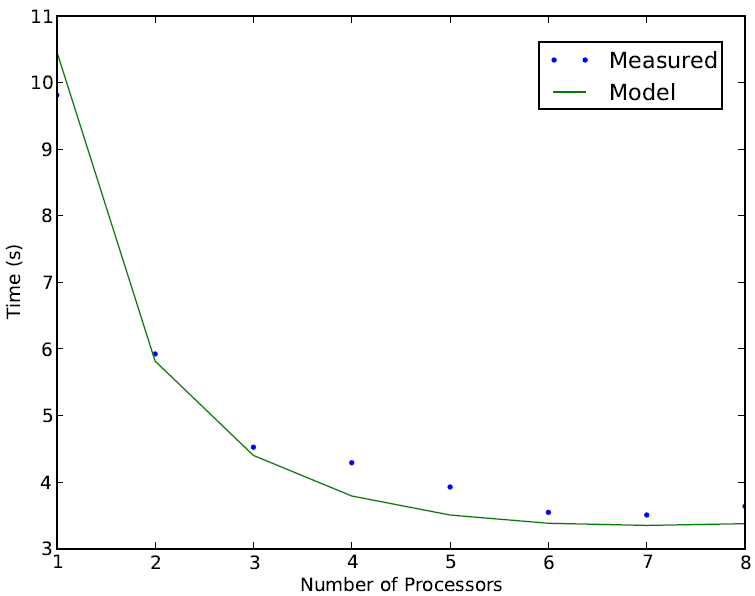 11
10
9
8
7
6
5
4
3
Time (s)
Measured
Model
1 2 3 4 5 6 7 8
Number of Processors